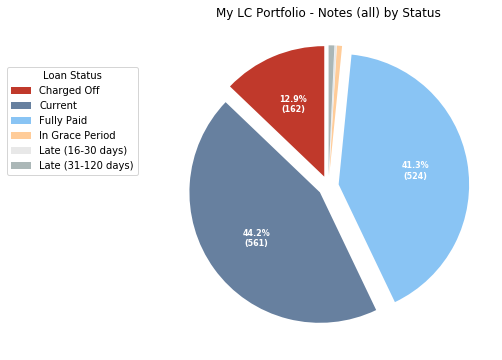 My LC Portfolio - Notes (all) by Status
Loan Status
Charged Off
Current
Fully Paid
In Grace Period
Late (16-30 days)
Late (31-120 days)
12.9%
(162)
41.3%
(524)
44.2%
(561)